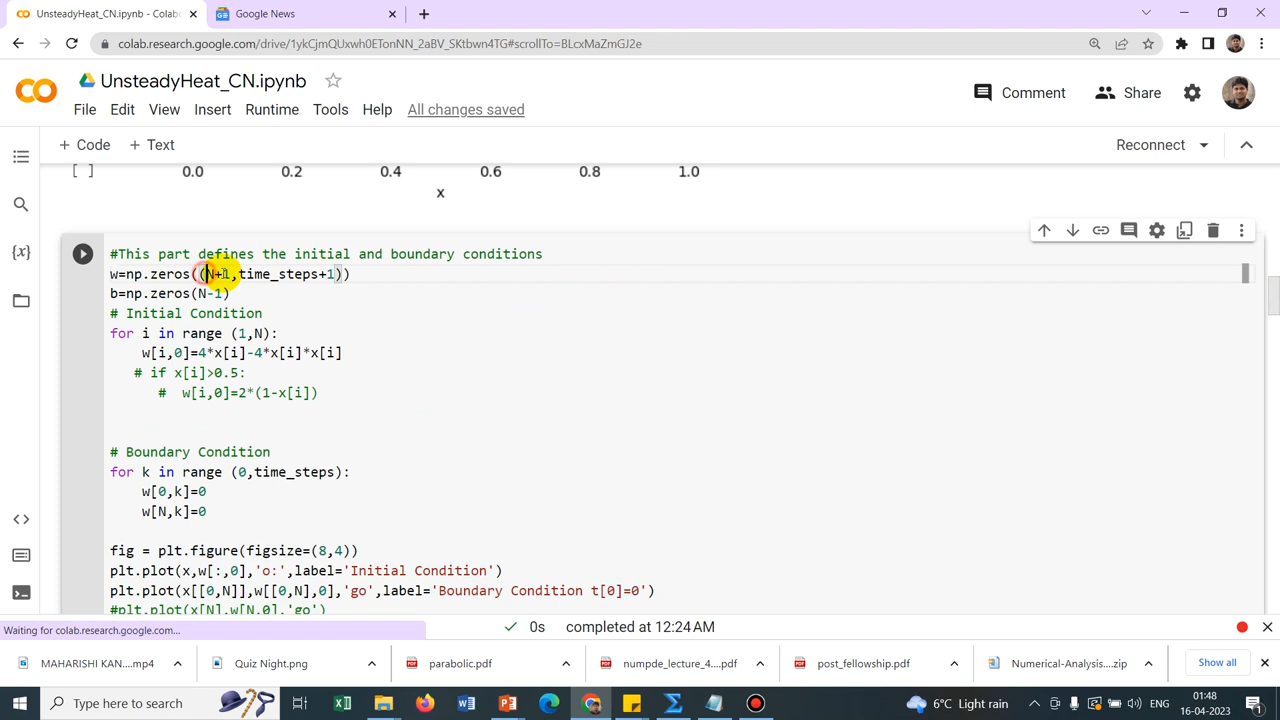 UnsteadyHeat_CN.ipynb - Colab
Google News
colab.research.google.com/drive/1ykCjmQUxwh0ETonNN_2aBV_SKtbwn4TG#scrollTo=BLcxMaZmGJ2e
UnsteadyHeat_CN.ipynb
File Edit View Insert Runtime Tools Help All changes saved
Comment Share
+ Code + Text
Reconnect
[ ] 0.0 0.2 0.4 0.6 0.8 1.0
x
#This part defines the initial and boundary conditions
w=np.zeros((N+1,time_steps+1))
b=np.zeros(N-1)
# Initial Condition
for i in range (1,N):
w[i,0]=4*x[i]-4*x[i]*x[i]
# if x[i]>0.5:
# w[i,0]=2*(1-x[i])
# Boundary Condition
for k in range (0,time_steps):
w[0,k]=0
w[N,k]=0
fig = plt.figure(figsize=(8,4))
plt.plot(x,w[:,0],'o:',label='Initial Condition')
plt.plot(x[[0,N]],w[[0,N],0],'go',label='Boundary Condition t[0]=0')
#plt.plot(x[N],w[N,0],'go')
Waiting for colab.research.google.com...
0s completed at 12:24 AM
MAHARISHI KAN....mp4
Quiz Night.png
parabolic.pdf
numpde_lecture_4....pdf
post_fellowship.pdf
Numerical-Analysis....zip
Show all
Type here to search
6°C Light rain
ENG
01:48
16-04-2023